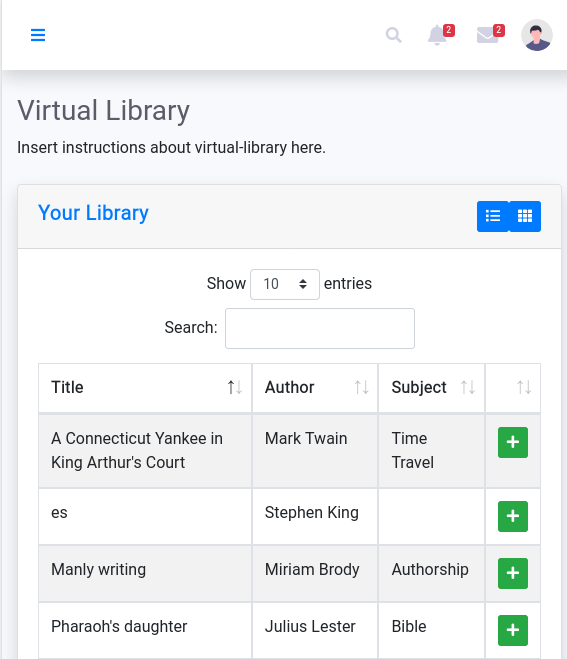 2 2
Virtual Library
Insert instructions about virtual-library here.
Your Library
Show 10 entries
Search:
Title Author Subject
A Connecticut Yankee in Mark Twain Time
King Arthur's Court Travel
es Stephen King
Manly writing Miriam Brody Authorship
Pharaoh's daughter Julius Lester Bible